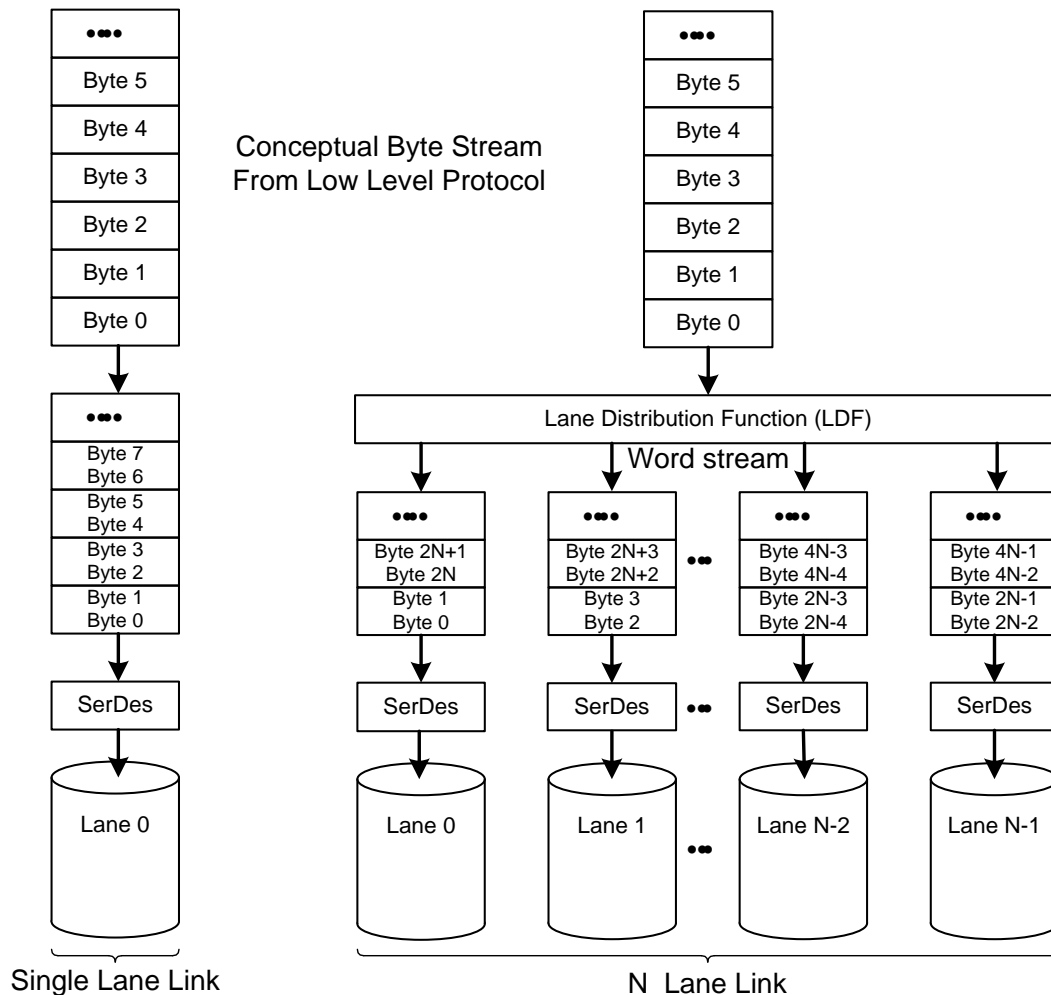 ••••
Byte 5
Byte 4
Byte 3
Byte 2
Byte 1
Byte 0
••••
Byte 7
Byte 6
Byte 5
Byte 4
Byte 3
Byte 2
Byte 1
Byte 0
SerDes
Lane 0
Single Lane Link
Conceptual Byte Stream
From Low Level Protocol
••••
Byte 5
Byte 4
Byte 3
Byte 2
Byte 1
Byte 0
Lane Distribution Function (LDF)
Word stream
••••
Byte 2N+1
Byte 2N
Byte 1
Byte 0
SerDes
Lane 0
••••
Byte 2N+3
Byte 2N+2
Byte 3
Byte 2
SerDes
Lane 1
•••
•••
•••
••••
Byte 4N-3
Byte 4N-4
Byte 2N-3
Byte 2N-4
SerDes
Lane N-2
••••
Byte 4N-1
Byte 4N-2
Byte 2N-1
Byte 2N-2
SerDes
Lane N-1
N Lane Link